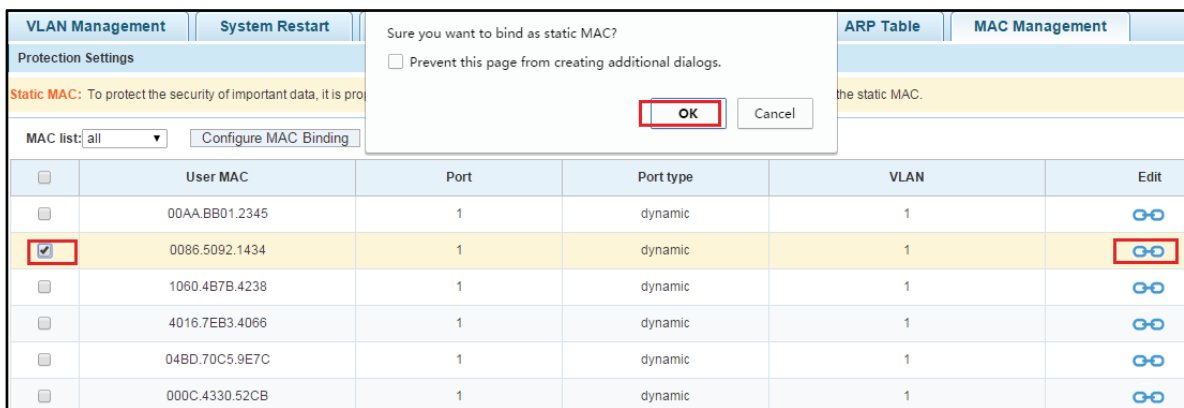 VLAN Management System Restart ARP Table MAC Management
Sure you want to bind as static MAC?
Protection Settings
Prevent this page from creating additional dialogs.
Static MAC: To protect the security of important data, it is the static MAC.
OK Cancel
MAC list: all Configure MAC Binding
User MAC Port Port type VLAN Edit
00AA.BB01.2345 1 dynamic 1
0086.5092.1434 1 dynamic 1
1060.4B7B.4238 1 dynamic 1
4016.7EB3.4066 1 dynamic 1
04BD.70C5.9E7C 1 dynamic 1
000C.4330.52CB 1 dynamic 1